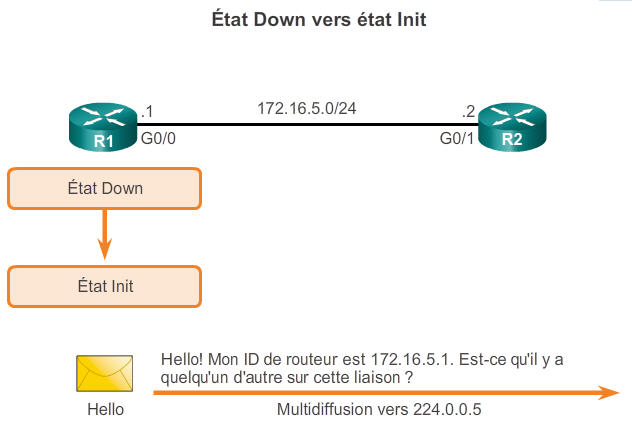 État Down vers état Init
.1
172.16.5.0/24
.2
R1
G0/0
G0/1
R2
État Down
État Init
Hello! Mon ID de routeur est 172.16.5.1. Est-ce qu'il y a
quelqu'un d'autre sur cette liaison ?
Hello
Multidiffusion vers 224.0.0.5